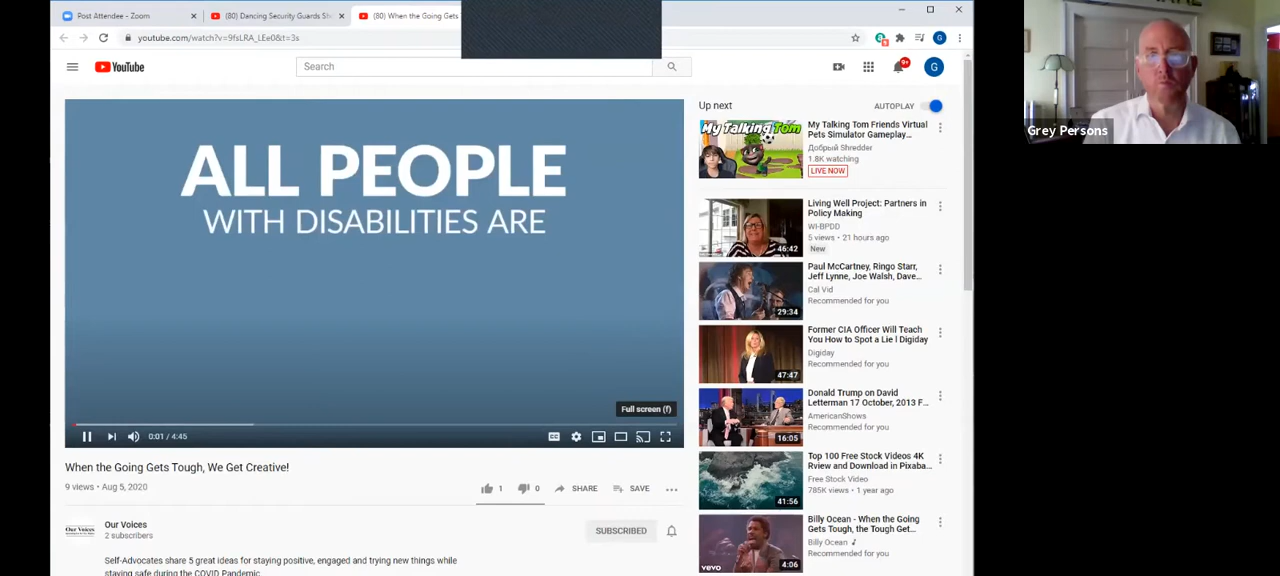 Post Attendee - Zoom
(80) Dancing Security Guards Sh
(80) When the Going Gets
youtube.com/watch?v=9fsLRA_LEe0&t=3s
YouTube
Search
9+
G
ALL PEOPLE
WITH DISABILITIES ARE
Full screen (f)
0:01 / 4:45
When the Going Gets Tough, We Get Creative!
9 views • Aug 5, 2020
1
0
SHARE
SAVE
Our Voices
2 subscribers
SUBSCRIBED
Self-Advocates share 5 great ideas for staying positive, engaged and trying new things while
staying safe during the COVID Pandemic.
Up next
AUTOPLAY
My Talking Tom
My Talking Tom Friends Virtual
Pets Simulator Gameplay...
Добрый Shredder
1.8K watching
LIVE NOW
46:42
Living Well Project: Partners in
Policy Making
WI-BPDD
5 views • 21 hours ago
New
29:34
Paul McCartney, Ringo Starr,
Jeff Lynne, Joe Walsh, Dave...
Cal Vid
Recommended for you
47:47
Former CIA Officer Will Teach
You How to Spot a Lie l Digiday
Digiday
Recommended for you
16:05
Donald Trump on David
Letterman 17 October, 2013 F...
AmericanShows
Recommended for you
41:56
Top 100 Free Stock Videos 4K
Rview and Download in Pixaba...
Free Stock Video
785K views • 1 year ago
vevo
4:06
Billy Ocean - When the Going
Gets Tough, the Tough Get...
Billy Ocean
Recommended for you
Grey Persons